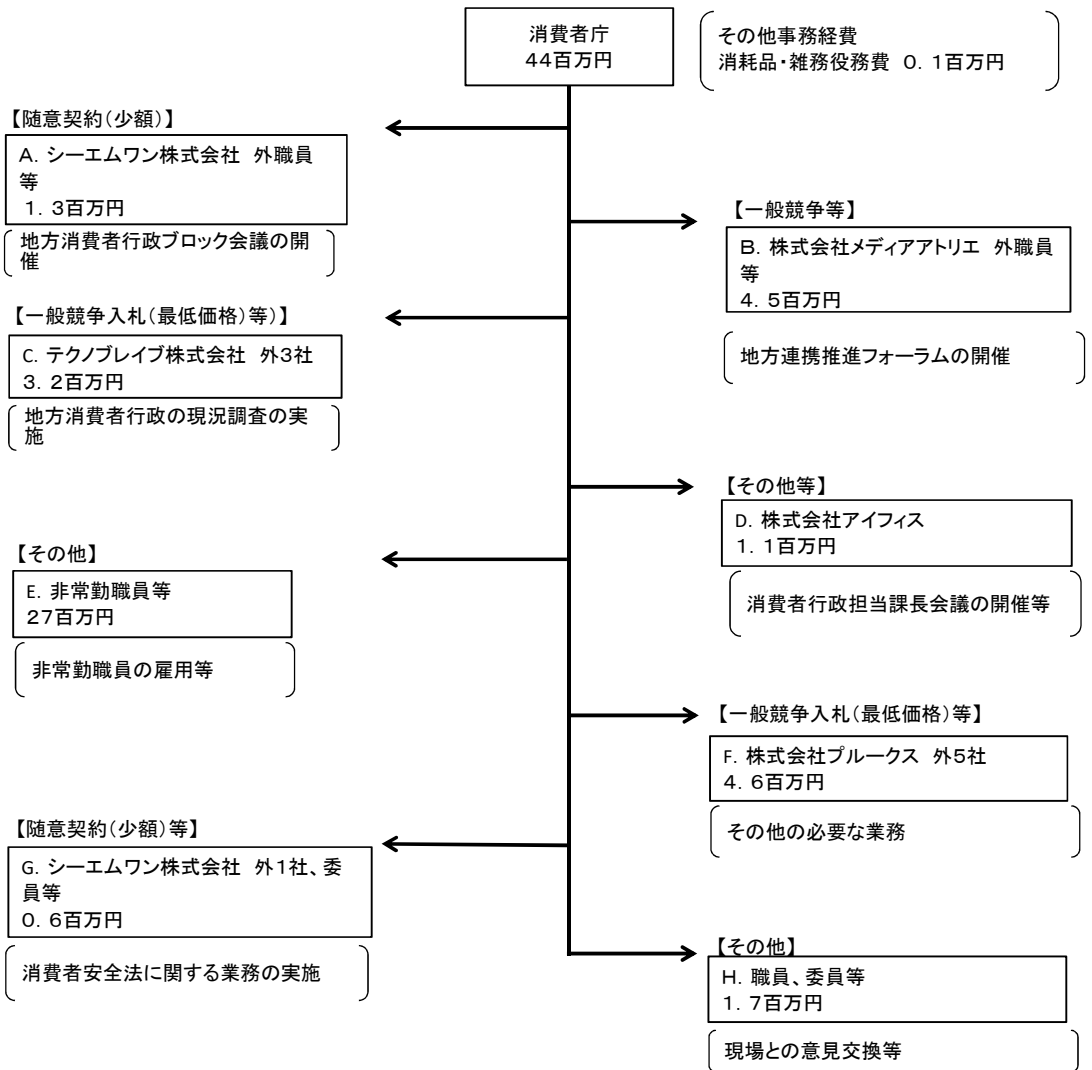 消費者庁
44百万円
その他事務経費
消耗品・雑務役務費 0．1百万円
【随意契約（少額）】
A．シーエムワン株式会社 外職員
等
1．3百万円
地方消費者行政ブロック会議の開
催
【一般競争等】
B．株式会社メディアアトリエ 外職員
等
4．5百万円
地方連携推進フォーラムの開催
【一般競争入札（最低価格）等）】
C．テクノブレイブ株式会社 外3社
3．2百万円
地方消費者行政の現況調査の実
施
【その他等】
D．株式会社アイフィス
1．1百万円
消費者行政担当課長会議の開催等
【その他】
E．非常勤職員等
27百万円
非常勤職員の雇用等
【一般競争入札（最低価格）等】
F．株式会社プルークス 外5社
4．6百万円
その他の必要な業務
【随意契約（少額）等】
G．シーエムワン株式会社 外1社、委
員等
0．6百万円
消費者安全法に関する業務の実施
【その他】
H．職員、委員等
1．7百万円
現場との意見交換等